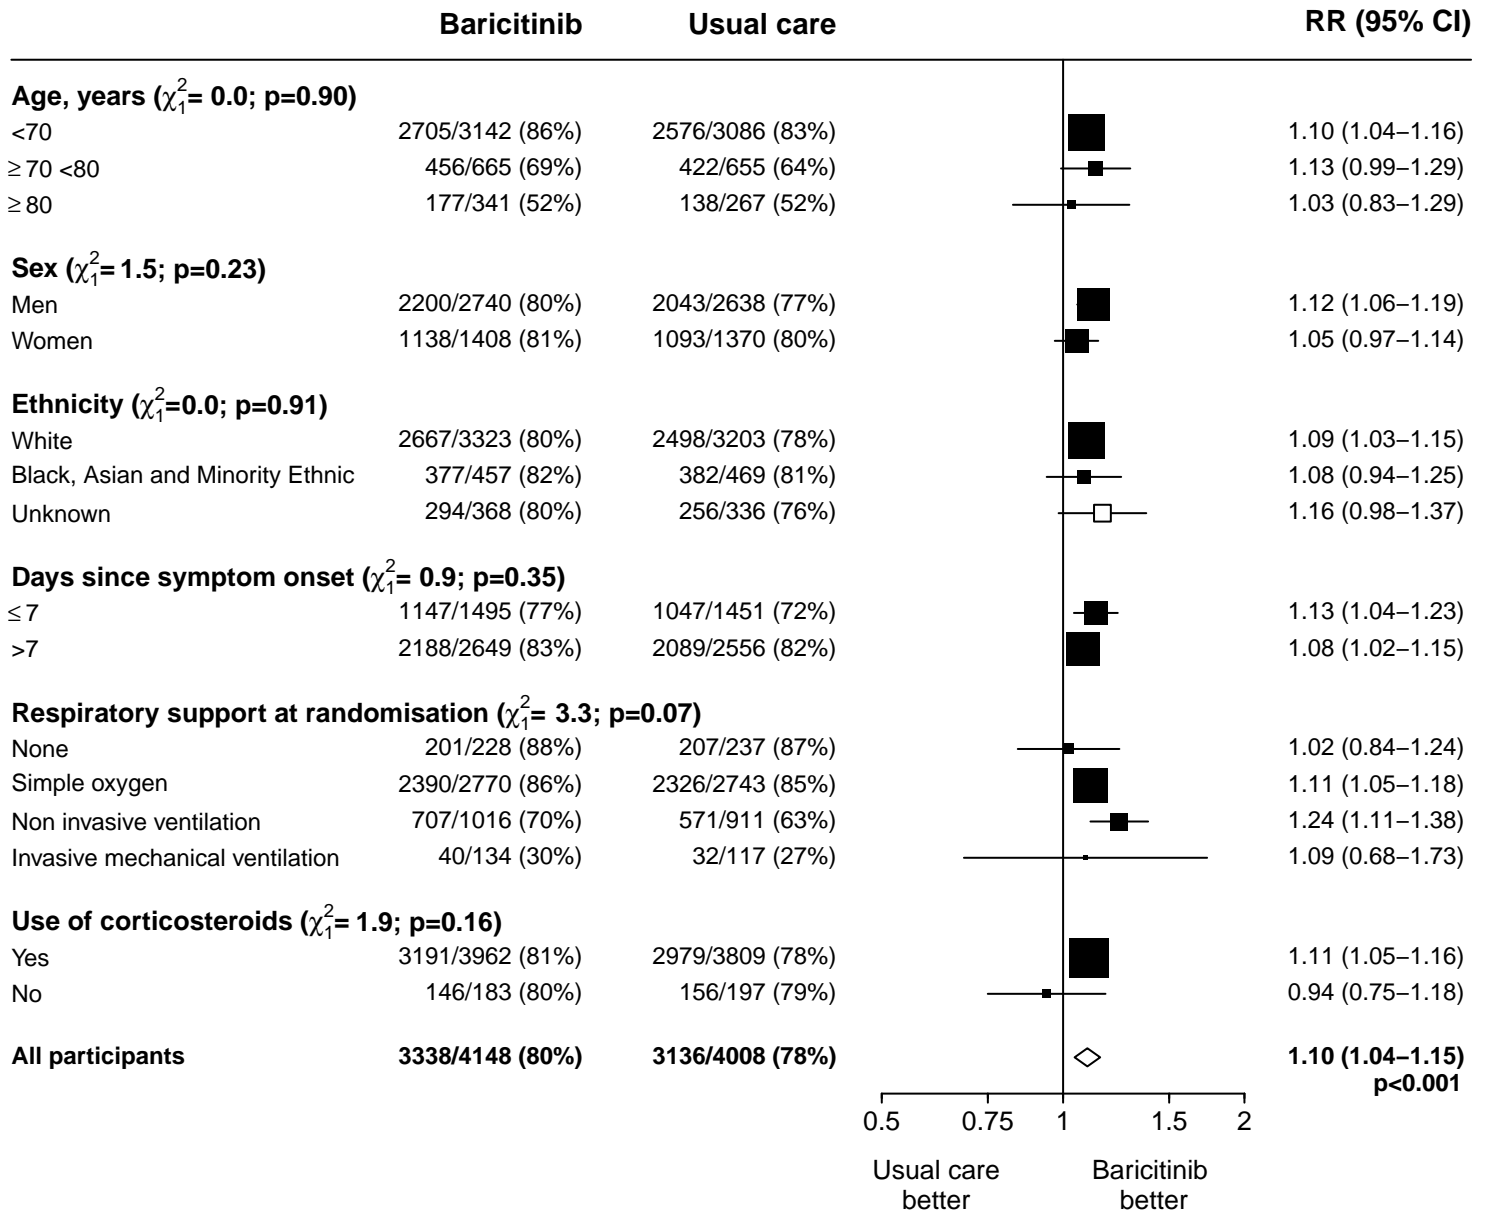 Baricitinib Usual care RR (95% CI)
Age, years (χ²₁= 0.0; p=0.90)
<70 2705/3142 (86%) 2576/3086 (83%) 1.10 (1.04−1.16)
≥ 70 <80 456/665 (69%) 422/655 (64%) 1.13 (0.99−1.29)
≥ 80 177/341 (52%) 138/267 (52%) 1.03 (0.83−1.29)
Sex (χ²₁= 1.5; p=0.23)
Men 2200/2740 (80%) 2043/2638 (77%) 1.12 (1.06−1.19)
Women 1138/1408 (81%) 1093/1370 (80%) 1.05 (0.97−1.14)
Ethnicity (χ²₁=0.0; p=0.91)
White 2667/3323 (80%) 2498/3203 (78%) 1.09 (1.03−1.15)
Black, Asian and Minority Ethnic 377/457 (82%) 382/469 (81%) 1.08 (0.94−1.25)
Unknown 294/368 (80%) 256/336 (76%) 1.16 (0.98−1.37)
Days since symptom onset (χ²₁= 0.9; p=0.35)
≤ 7 1147/1495 (77%) 1047/1451 (72%) 1.13 (1.04−1.23)
>7 2188/2649 (83%) 2089/2556 (82%) 1.08 (1.02−1.15)
Respiratory support at randomisation (χ²₁= 3.3; p=0.07)
None 201/228 (88%) 207/237 (87%) 1.02 (0.84−1.24)
Simple oxygen 2390/2770 (86%) 2326/2743 (85%) 1.11 (1.05−1.18)
Non invasive ventilation 707/1016 (70%) 571/911 (63%) 1.24 (1.11−1.38)
Invasive mechanical ventilation 40/134 (30%) 32/117 (27%) 1.09 (0.68−1.73)
Use of corticosteroids (χ²₁= 1.9; p=0.16)
Yes 3191/3962 (81%) 2979/3809 (78%) 1.11 (1.05−1.16)
No 146/183 (80%) 156/197 (79%) 0.94 (0.75−1.18)
All participants 3338/4148 (80%) 3136/4008 (78%) 1.10 (1.04−1.15)
p<0.001
0.5 0.75 1 1.5 2
Usual care Baricitinib
better better